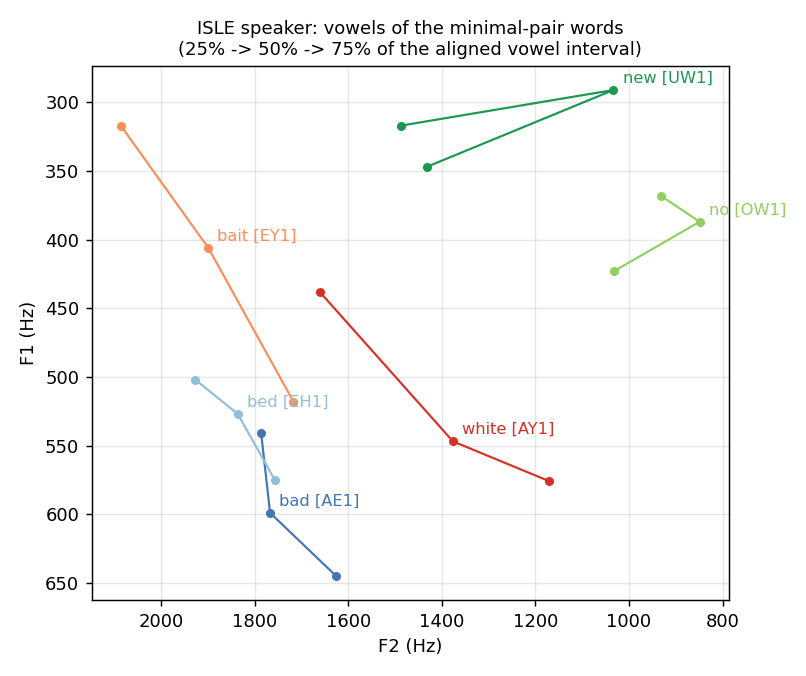 ISLE speaker: vowels of the minimal-pair words
(25% -> 50% -> 75% of the aligned vowel interval)
new [UW1]
no [OW1]
bait [EY1]
white [AY1]
bed [EH1]
bad [AE1]
F1 (Hz)
300
350
400
450
500
550
600
650
2000
1800
1600
1400
1200
1000
800
F2 (Hz)